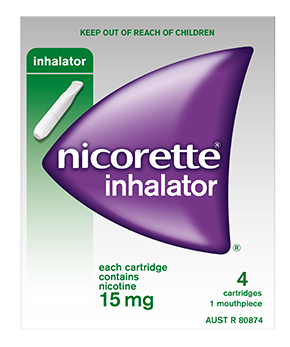 KEEP OUT OF REACH OF CHILDREN
inhalator
nicorette®
inhalator
®
each cartridge
contains
nicotine
15 mg
4
cartridges
1 mouthpiece
AUST R 80874